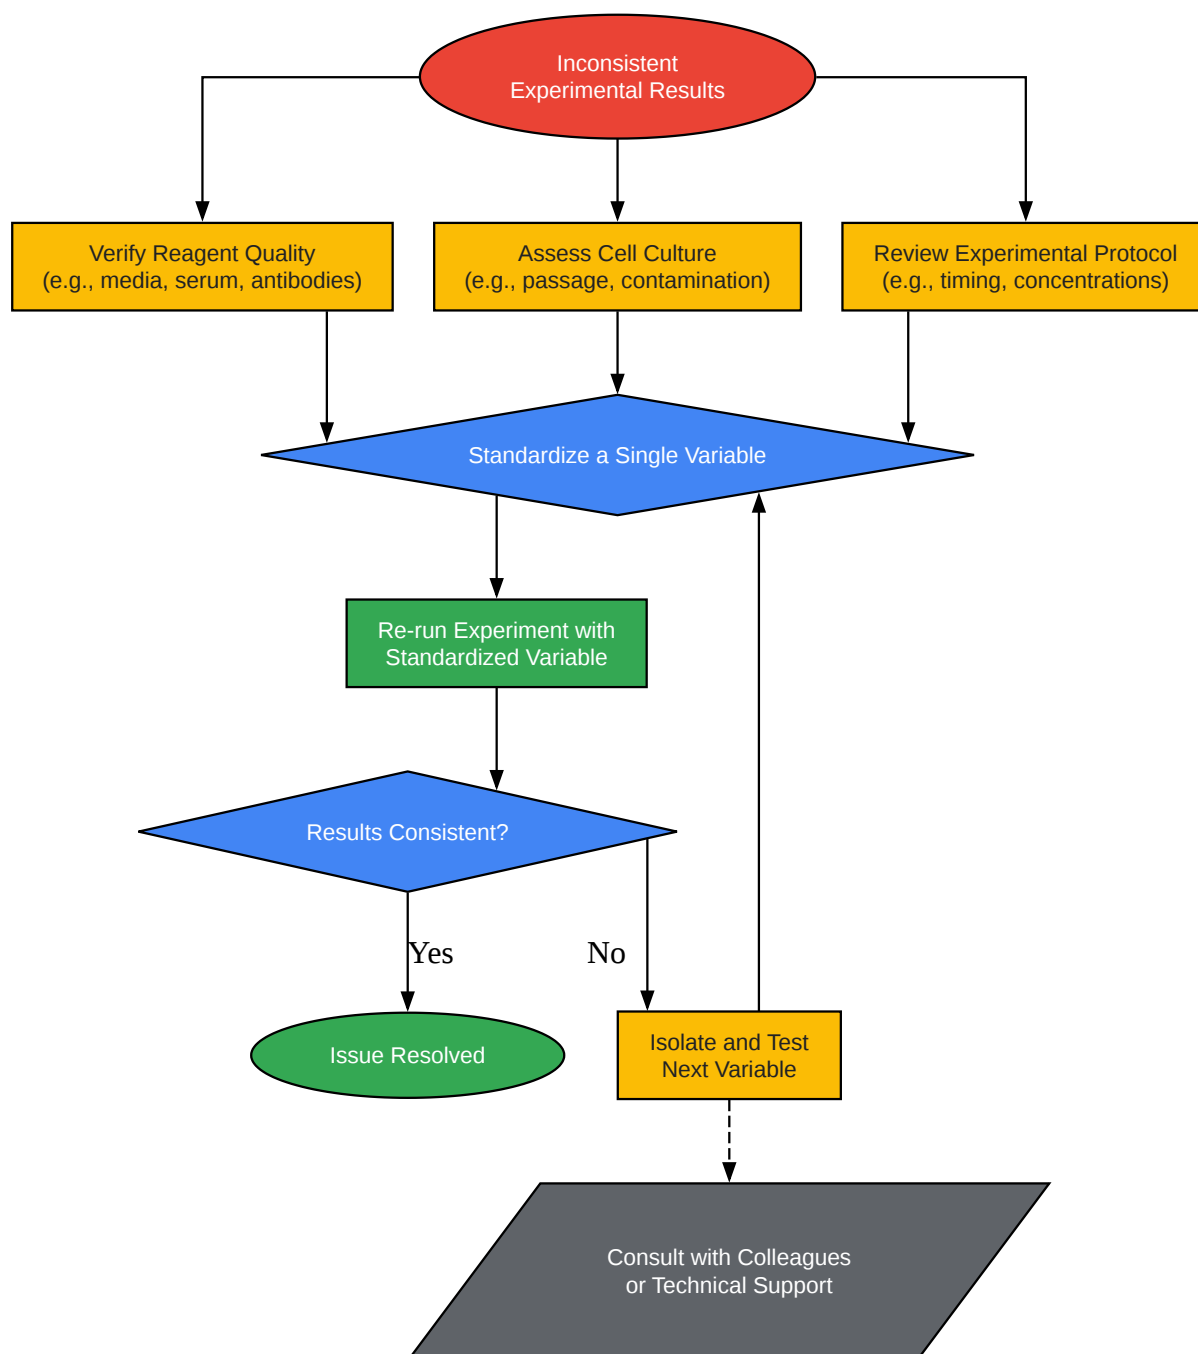 Inconsistent
Experimental Results
Verify Reagent Quality
(e.g., media, serum, antibodies)
Assess Cell Culture
(e.g., passage, contamination)
Review Experimental Protocol
(e.g., timing, concentrations)
Standardize a Single Variable
Re-run Experiment with
Standardized Variable
Results Consistent?
Yes
No
Issue Resolved
Isolate and Test
Next Variable
Consult with Colleagues
or Technical Support